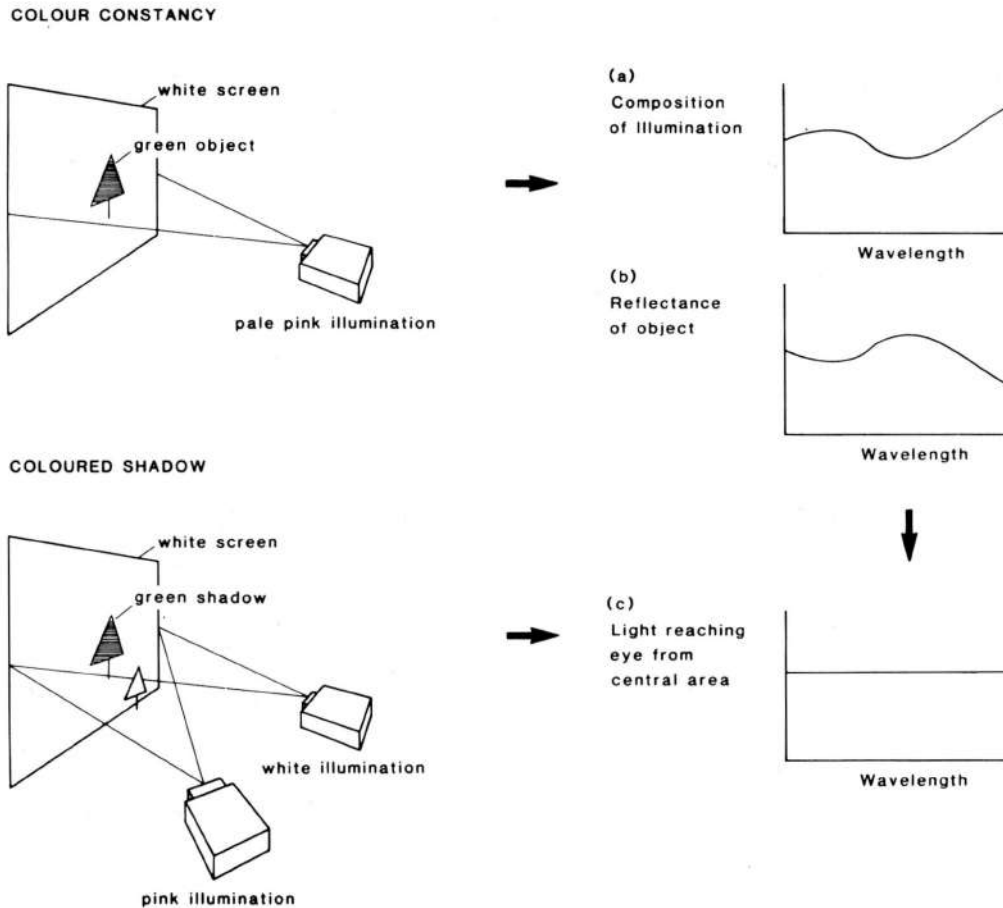 COLOUR CONSTANCY
white screen
green object
pale pink illumination
(a)
Composition
of Illumination
Wavelength
(b)
Reflectance
of object
Wavelength
COLOURED SHADOW
white screen
green shadow
white illumination
pink illumination
(c)
Light reaching
eye from
central area
Wavelength